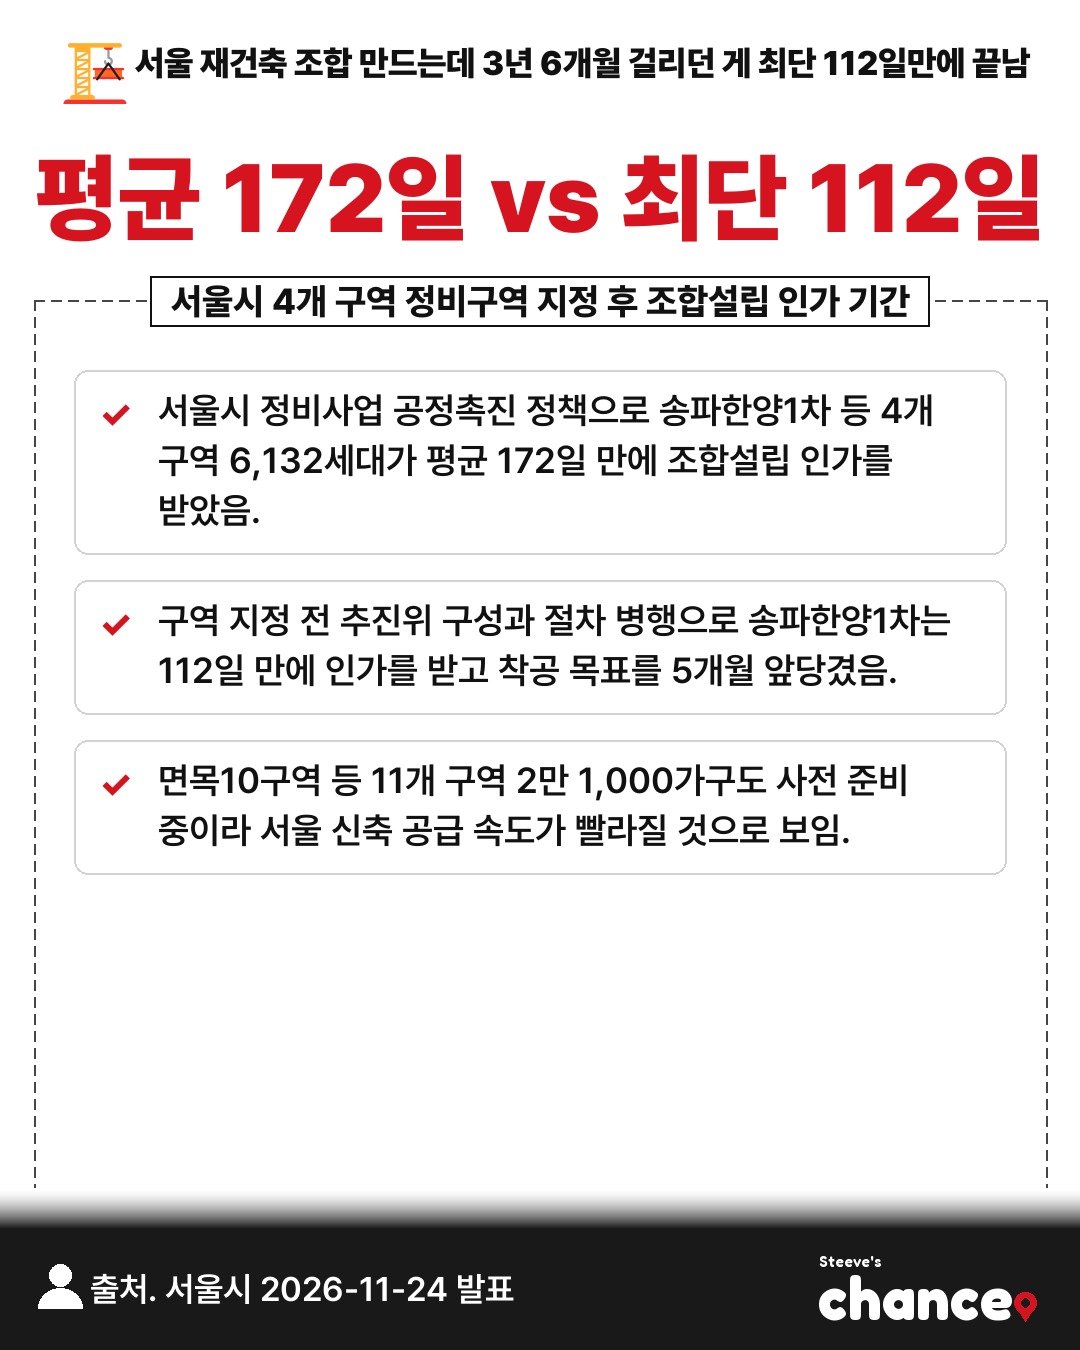 서울 재건축 조합 만드는데 3년 6개월 걸리던 게 최단 112일만에 끝남
평균 172일 vs 최단 112일
서울시 4개 구역 정비구역 지정 후 조합설립 인가 기간
서울시 정비사업 공정촉진 정책으로 송파한양1차 등 4개
구역 6,132세대가 평균 172일 만에 조합설립 인가를
받았음.
구역 지정 전 추진위 구성과 절차 병행으로 송파한양1차는
112일 만에 인가를 받고 착공 목표를 5개월 앞당겼음.
면목10구역 등 11개 구역 2만 1,000가구도 사전 준비
중이라 서울 신축 공급 속도가 빨라질 것으로 보임.
출처. 서울시 2026-11-24 발표
Steeve's
chance